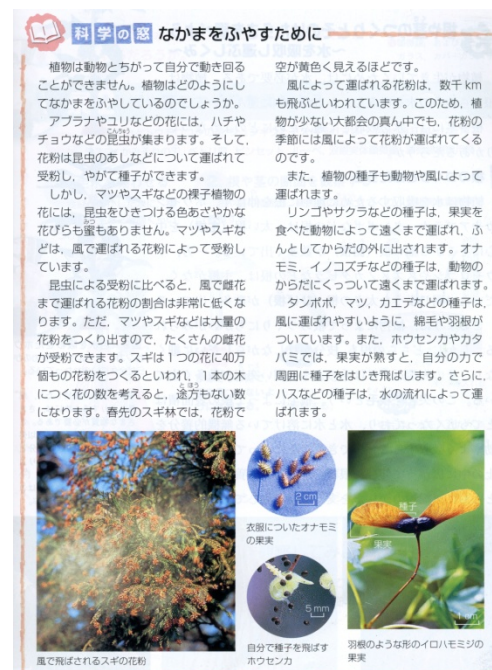 科学の窓 なかまをふやすために
植物は動物とちがって自分で動き回る
ことができません。植物はどのようにし
てなかまをふやしているのでしょうか。
アブラナやユリなどの花には，ハチや
チョウなどの昆虫が集まります。そして，
花粉は昆虫のあしなどについて運ばれて
受粉し，やがて種子ができます。
しかし，マツやスギなどの裸子植物の
花には，昆虫をひきつける色あざやかな
花びらも蜜もありません。マツやスギな
どは，風で運ばれる花粉によって受粉し
ています。
昆虫による受粉に比べると，風で雌花
まで運ばれる花粉の割合は非常に低くな
ります。ただ，マツやスギなどは大量の
花粉をつくり出すので，たくさんの雌花
が受粉できます。スギは1つの花に40万
個もの花粉をつくるといわれ，1本の木
につく花の数を考えると，途方もない数
になります。春先のスギ林では，花粉で
空が黄色く見えるほどです。
風によって運ばれる花粉は，数千km
も飛ぶといわれています。このため，植
物が少ない大都会の真ん中でも，花粉の
季節には風によって花粉が運ばれてくる
のです。
また，植物の種子も動物や風によって
運ばれます。
リンゴやサクラなどの種子は，果実を
食べた動物によって遠くまで運ばれ，ふ
んとしてからだの外に出されます。オナ
モミ，イノコズチなどの種子は，動物の
からだにくっついて遠くまで運ばれます。
タンポポ，マツ，カエデなどの種子は，
風に運ばれやすいように，綿毛や羽根が
ついています。また，ホウセンカやカタ
バミでは，果実が熟すと，自分の力で
周囲に種子をはじき飛ばします。さらに，
ハスなどの種子は，水の流れによって運
ばれます。
風で飛ばされるスギの花粉
2cm
衣服についたオナモミ
の果実
5mm
自分で種子を飛ばす
ホウセンカ
種子
果実
1cm
羽根のような形のイロハモミジの
果実